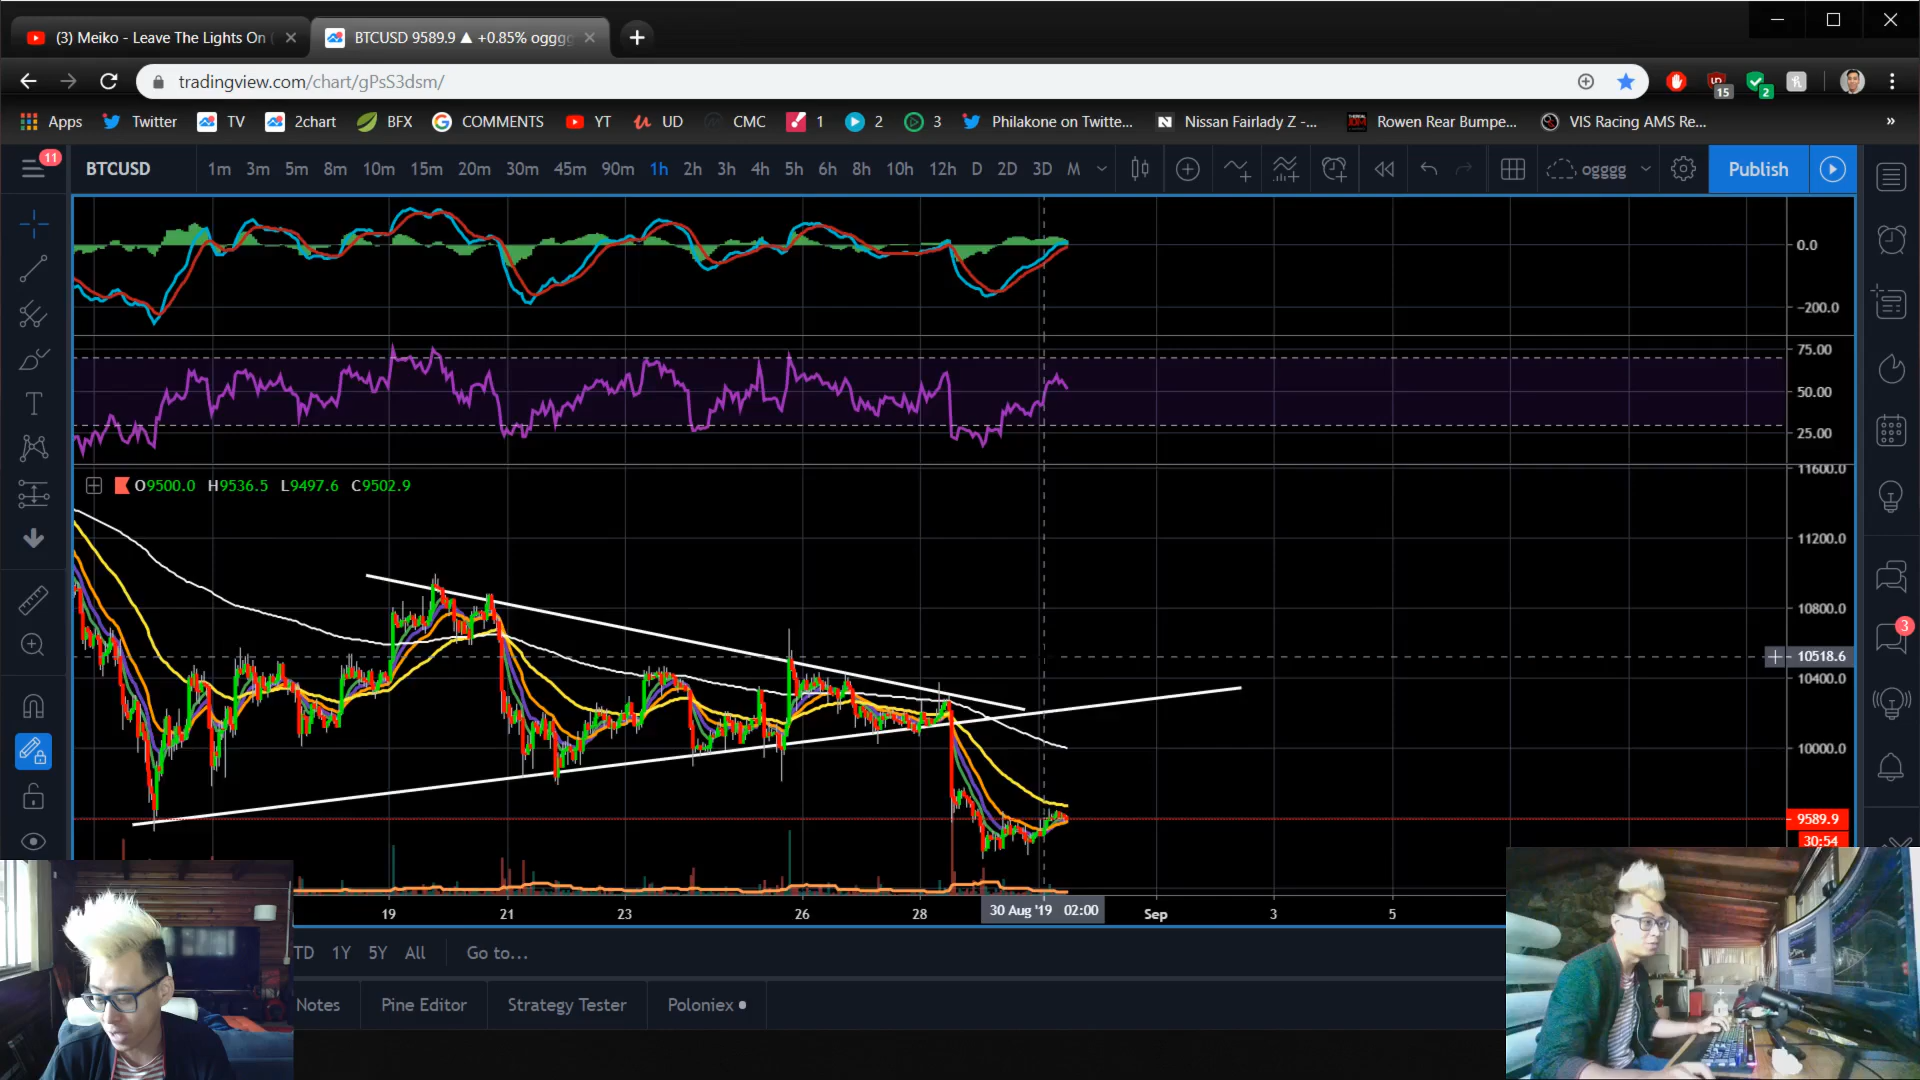 (3) Meiko - Leave The Lights On (
BTCUSD 9589.9 ▲ +0.85% ogggg
tradingview.com/chart/gPsS3dsm/
15
2
Apps
Twitter
TV
2chart
BFX
COMMENTS
YT
UD
CMC
1
2
3
Philakone on Twitte...
Nissan Fairlady Z -...
Rowen Rear Bumpe...
VIS Racing AMS Re...
»
11
BTCUSD
1m 3m 5m 8m 10m 15m 20m 30m 45m 90m 1h 2h 3h 4h 5h 6h 8h 10h 12h D 2D 3D M
ogggg
Publish
0.0
-200.0
75.00
50.00
25.00
O9500.0 H9536.5 L9497.6 C9502.9
11600.0
11200.0
10800.0
10518.6
10400.0
10000.0
9589.9
30:54
3
19 21 23 26 28 30 Aug '19 02:00 Sep 3 5
TD 1Y 5Y All Go to...
Notes Pine Editor Strategy Tester Poloniex